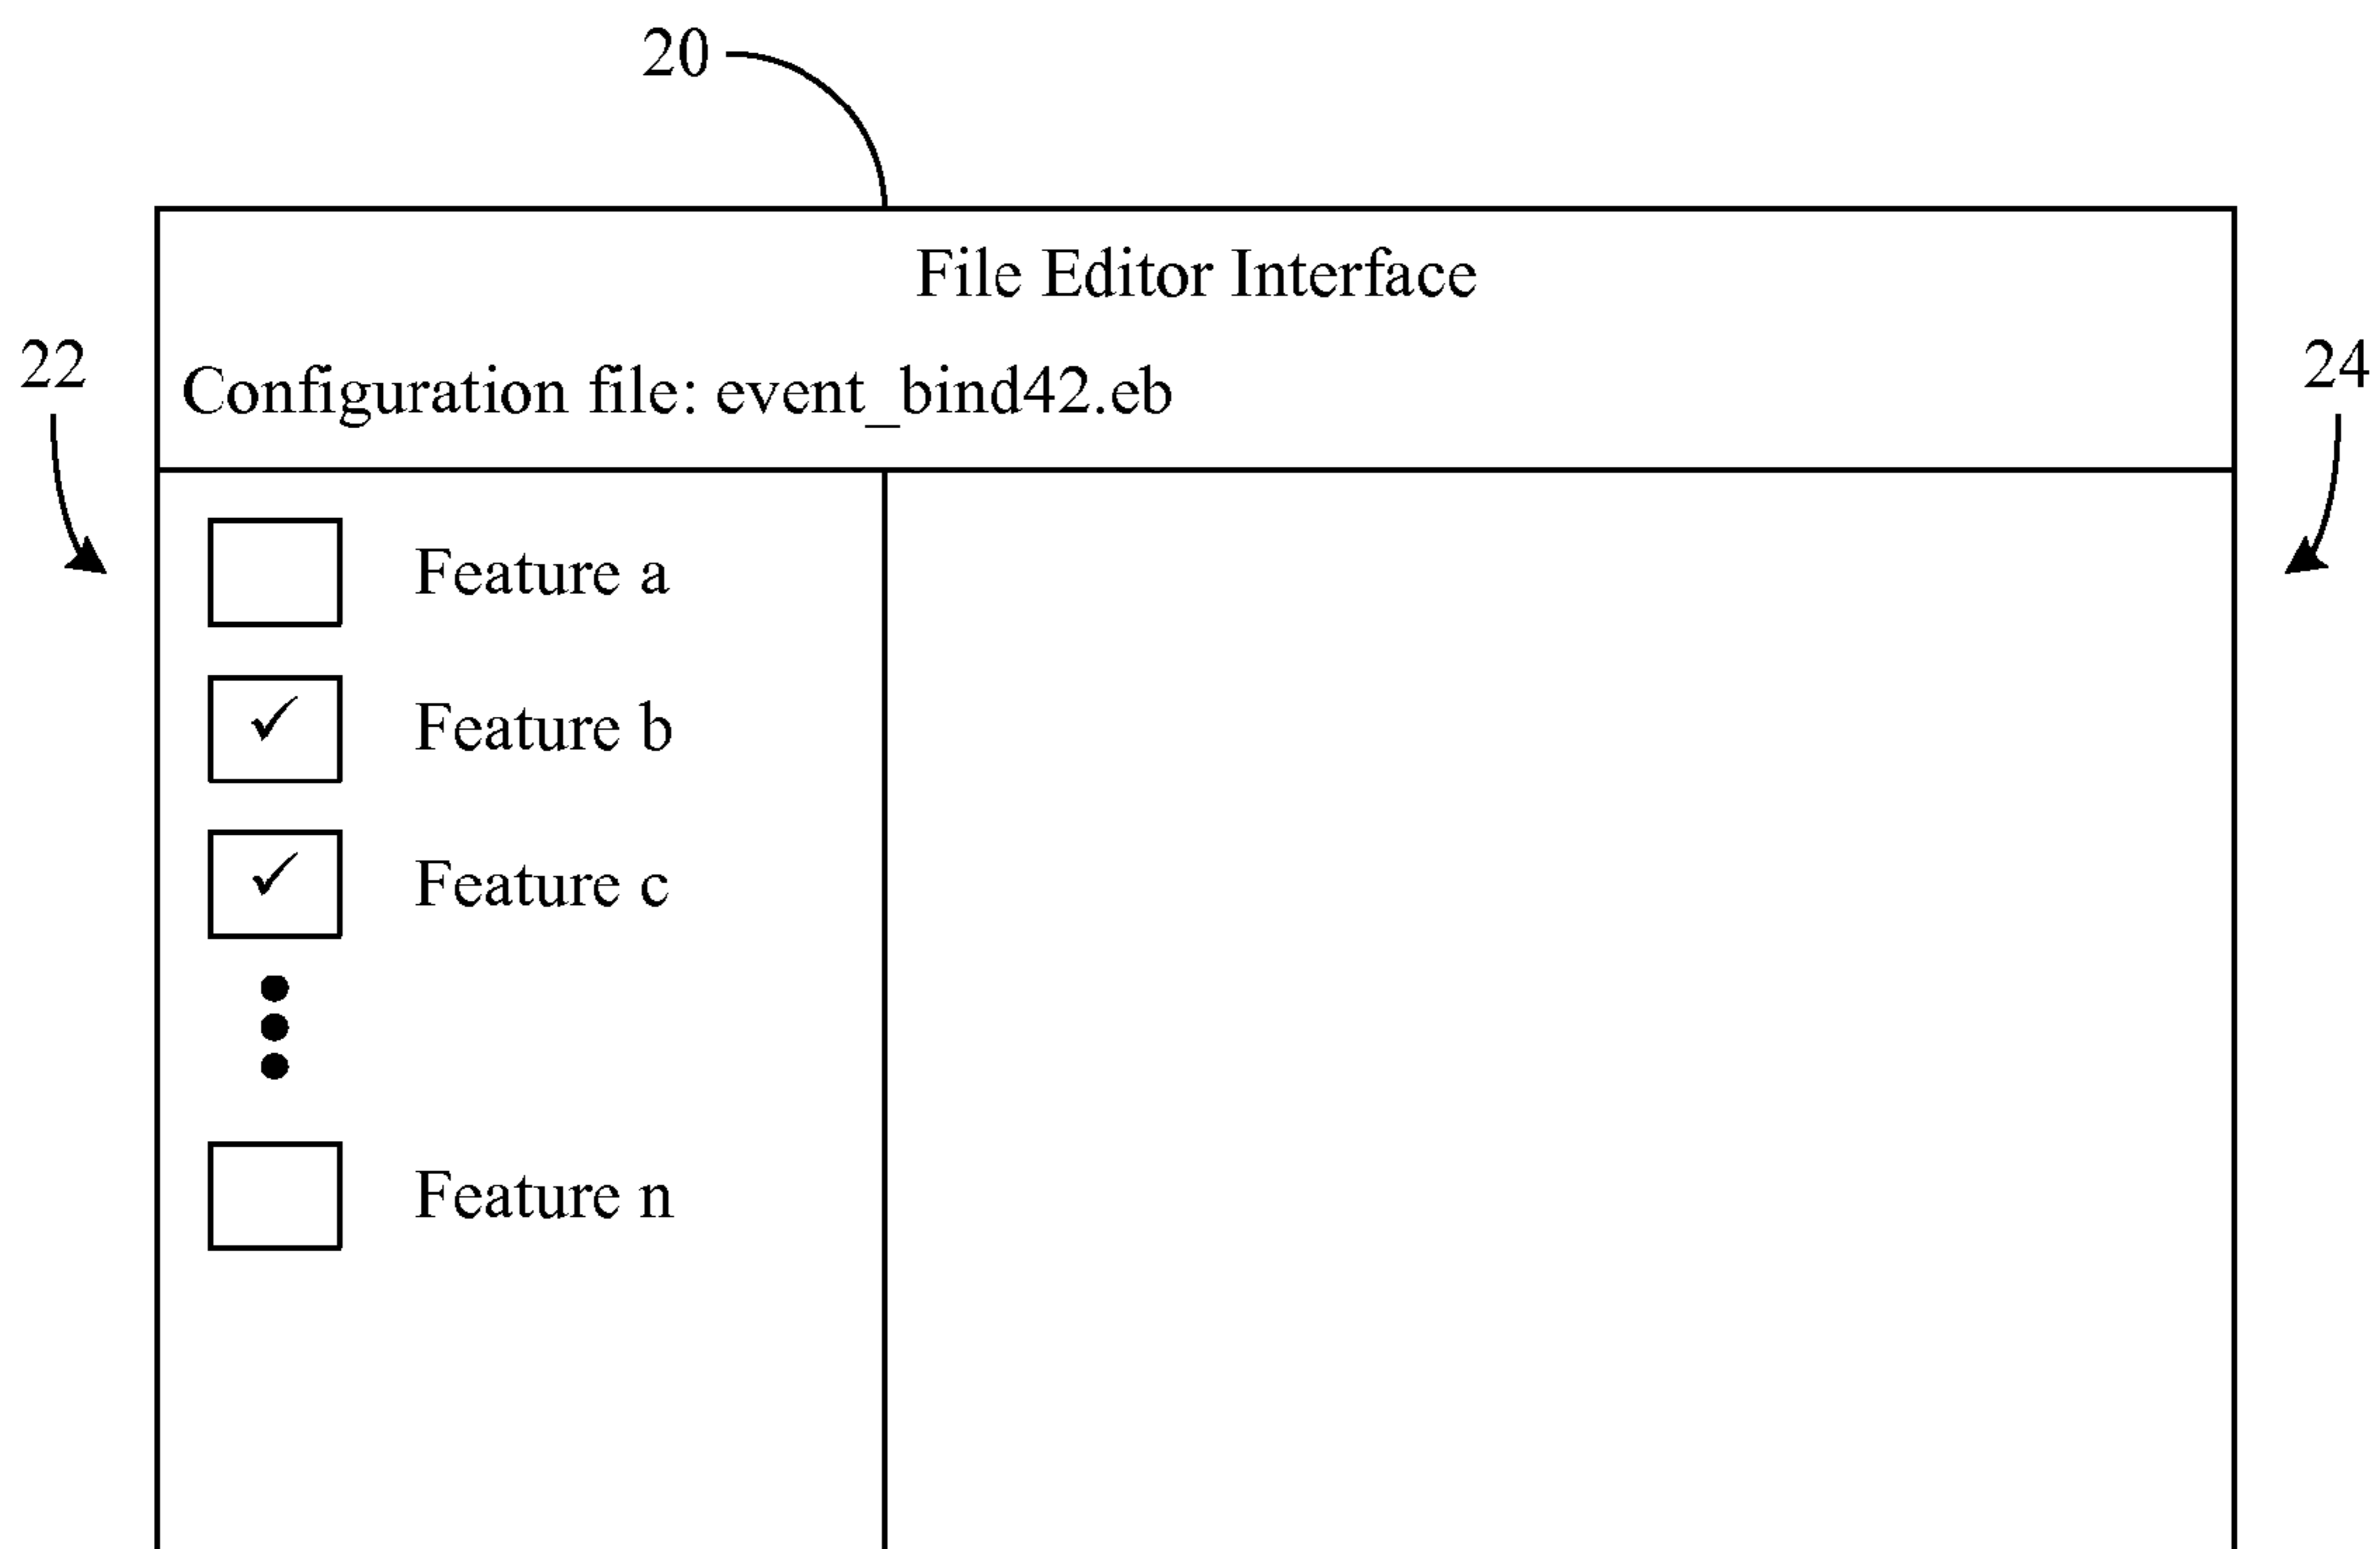 20
File Editor Interface
22
Configuration file: event_bind42.eb
24
Feature a
✓ Feature b
✓ Feature c
Feature n